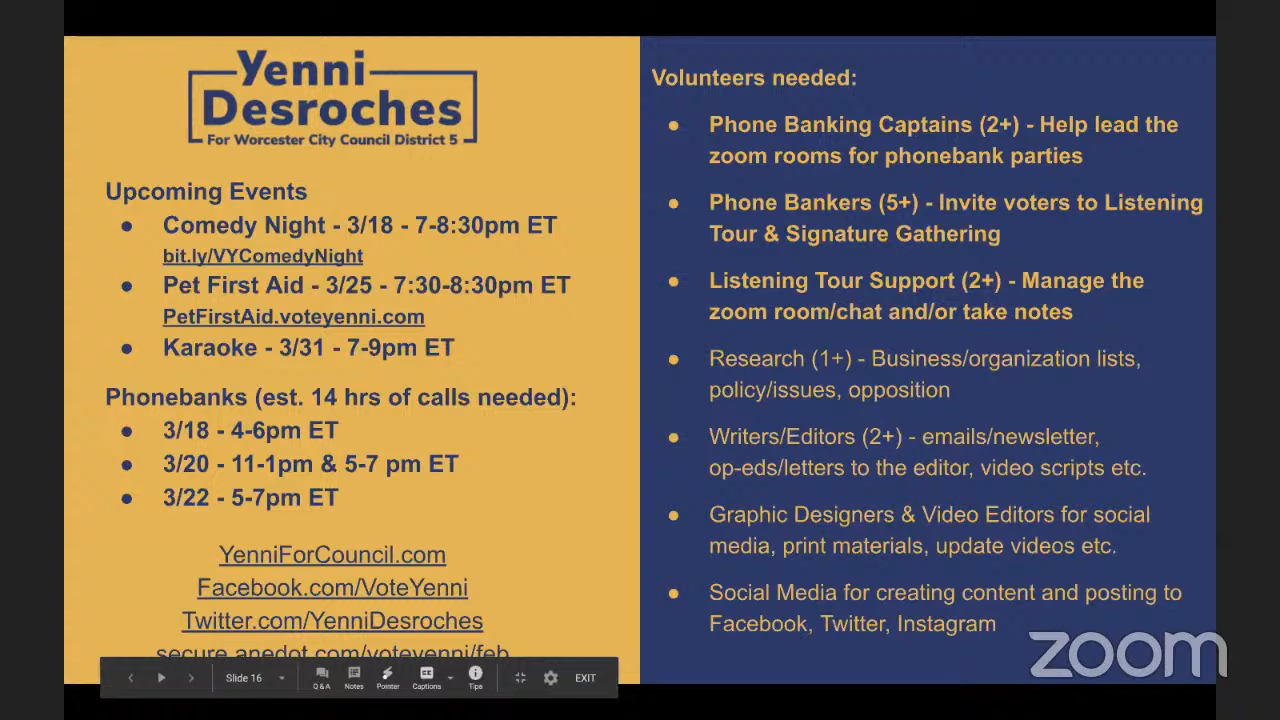 Yenni
Desroches
For Worcester City Council District 5
Upcoming Events
● Comedy Night - 3/18 - 7-8:30pm ET
bit.ly/VYComedyNight
● Pet First Aid - 3/25 - 7:30-8:30pm ET
PetFirstAid.voteyenni.com
● Karaoke - 3/31 - 7-9pm ET
Phonebanks (est. 14 hrs of calls needed):
● 3/18 - 4-6pm ET
● 3/20 - 11-1pm & 5-7 pm ET
● 3/22 - 5-7pm ET
YenniForCouncil.com
Facebook.com/VoteYenni
Twitter.com/YenniDesroches
secure.anedot.com/voteyenni/feb
Slide 16
Q&A
Notes
Pointer
Captions
Tips
EXIT
Volunteers needed:
● Phone Banking Captains (2+) - Help lead the
zoom rooms for phonebank parties
● Phone Bankers (5+) - Invite voters to Listening
Tour & Signature Gathering
● Listening Tour Support (2+) - Manage the
zoom room/chat and/or take notes
● Research (1+) - Business/organization lists,
policy/issues, opposition
● Writers/Editors (2+) - emails/newsletter,
op-eds/letters to the editor, video scripts etc.
● Graphic Designers & Video Editors for social
media, print materials, update videos etc.
● Social Media for creating content and posting to
Facebook, Twitter, Instagram
zoom